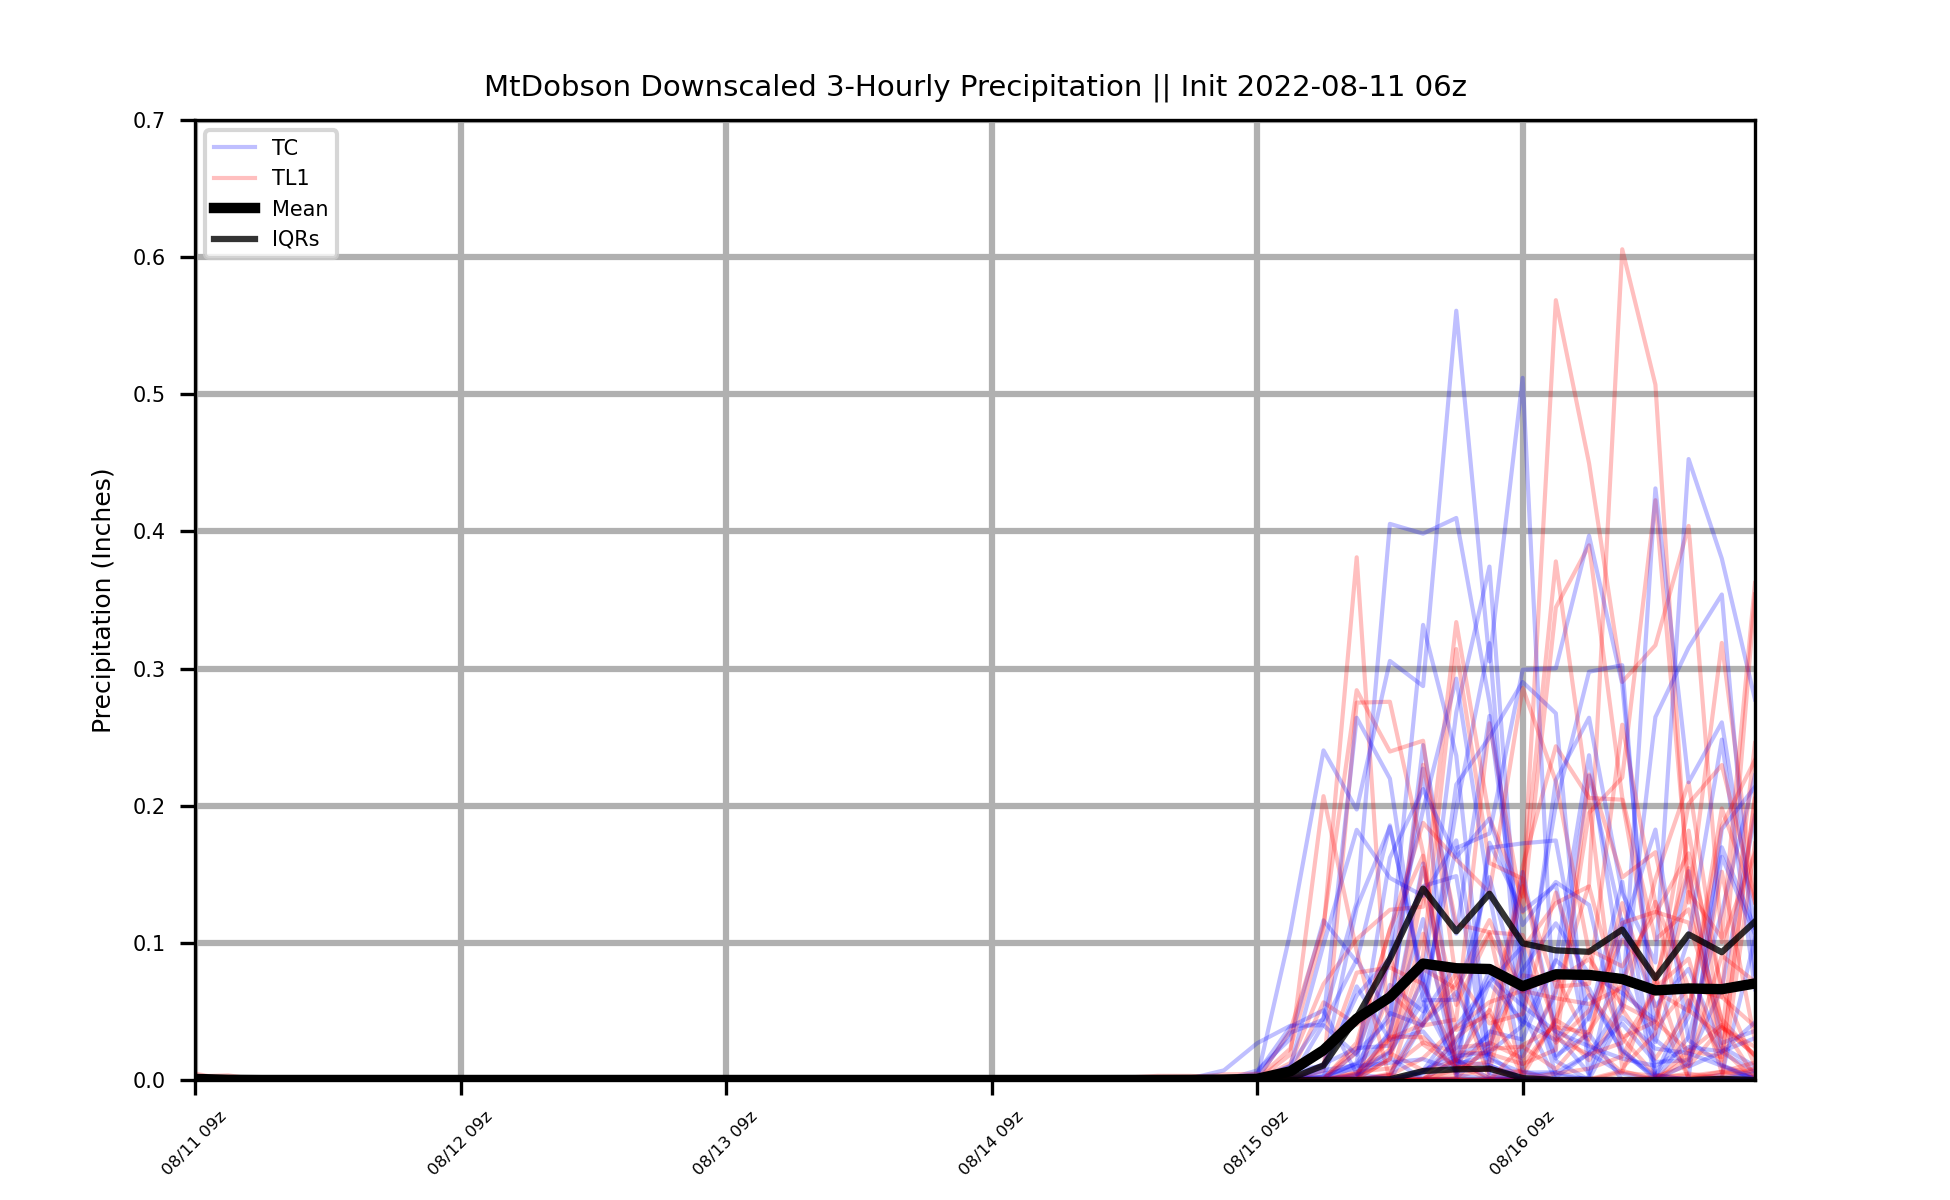 MtDobson Downscaled 3-Hourly Precipitation || Init 2022-08-11 06z
TC
TL1
Mean
IQRs
Precipitation (Inches)
0.7
0.6
0.5
0.4
0.3
0.2
0.1
0.0
08/11 09z
08/12 09z
08/13 09z
08/14 09z
08/15 09z
08/16 09z